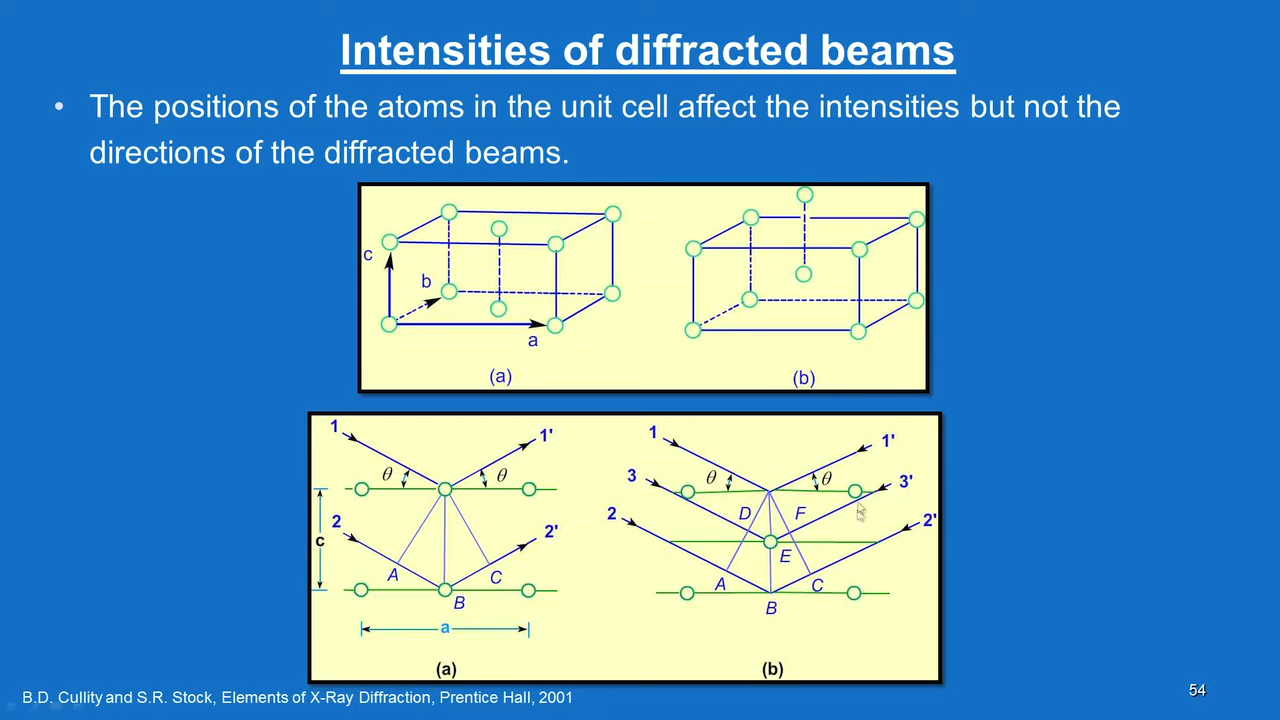 Intensities of diffracted beams
• The positions of the atoms in the unit cell affect the intensities but not the
directions of the diffracted beams.
c
b
a
(a)
(b)
1
1'
θ
θ
2
2'
c
A
C
B
a
(a)
1
1'
3
3'
θ
θ
2
2'
D
F
E
A
C
B
(b)
B.D. Cullity and S.R. Stock, Elements of X-Ray Diffraction, Prentice Hall, 2001
54